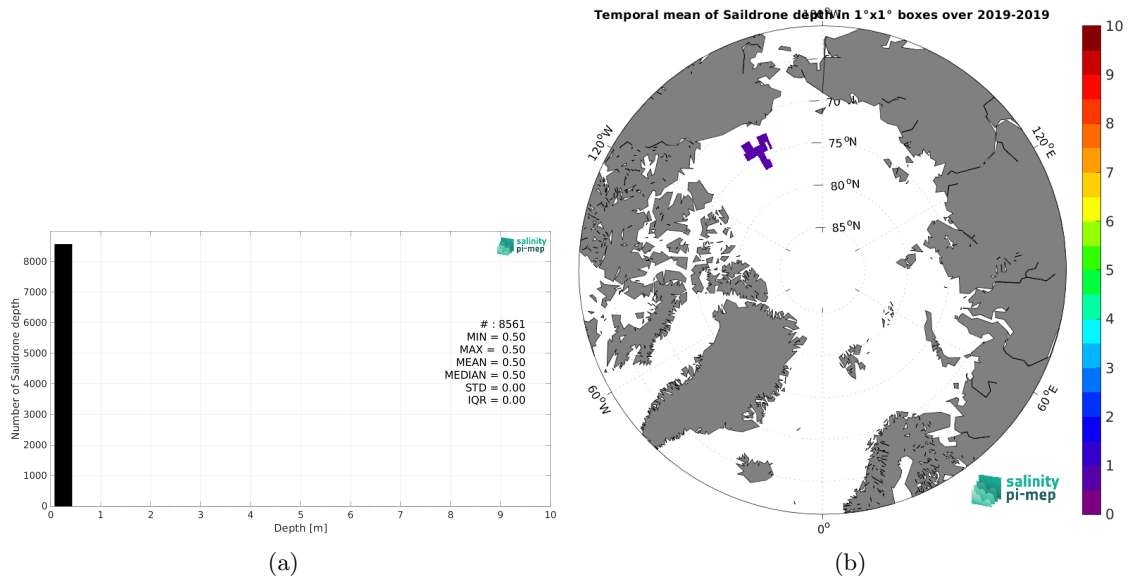 Temporal mean of Saildrone depth in 1°x1° boxes over 2019-2019
Number of Saildrone depth
8000
7000
6000
5000
4000
3000
2000
1000
0
salinity
pi-mep
# : 8561
MIN = 0.50
MAX = 0.50
MEAN = 0.50
MEDIAN = 0.50
STD = 0.00
IQR = 0.00
0 1 2 3 4 5 6 7 8 9 10
Depth [m]
(a)
120°W
120°E
60°W
60°E
0°
75°N
80°N
85°N
salinity
pi-mep
10
9
8
7
6
5
4
3
2
1
0
(b)